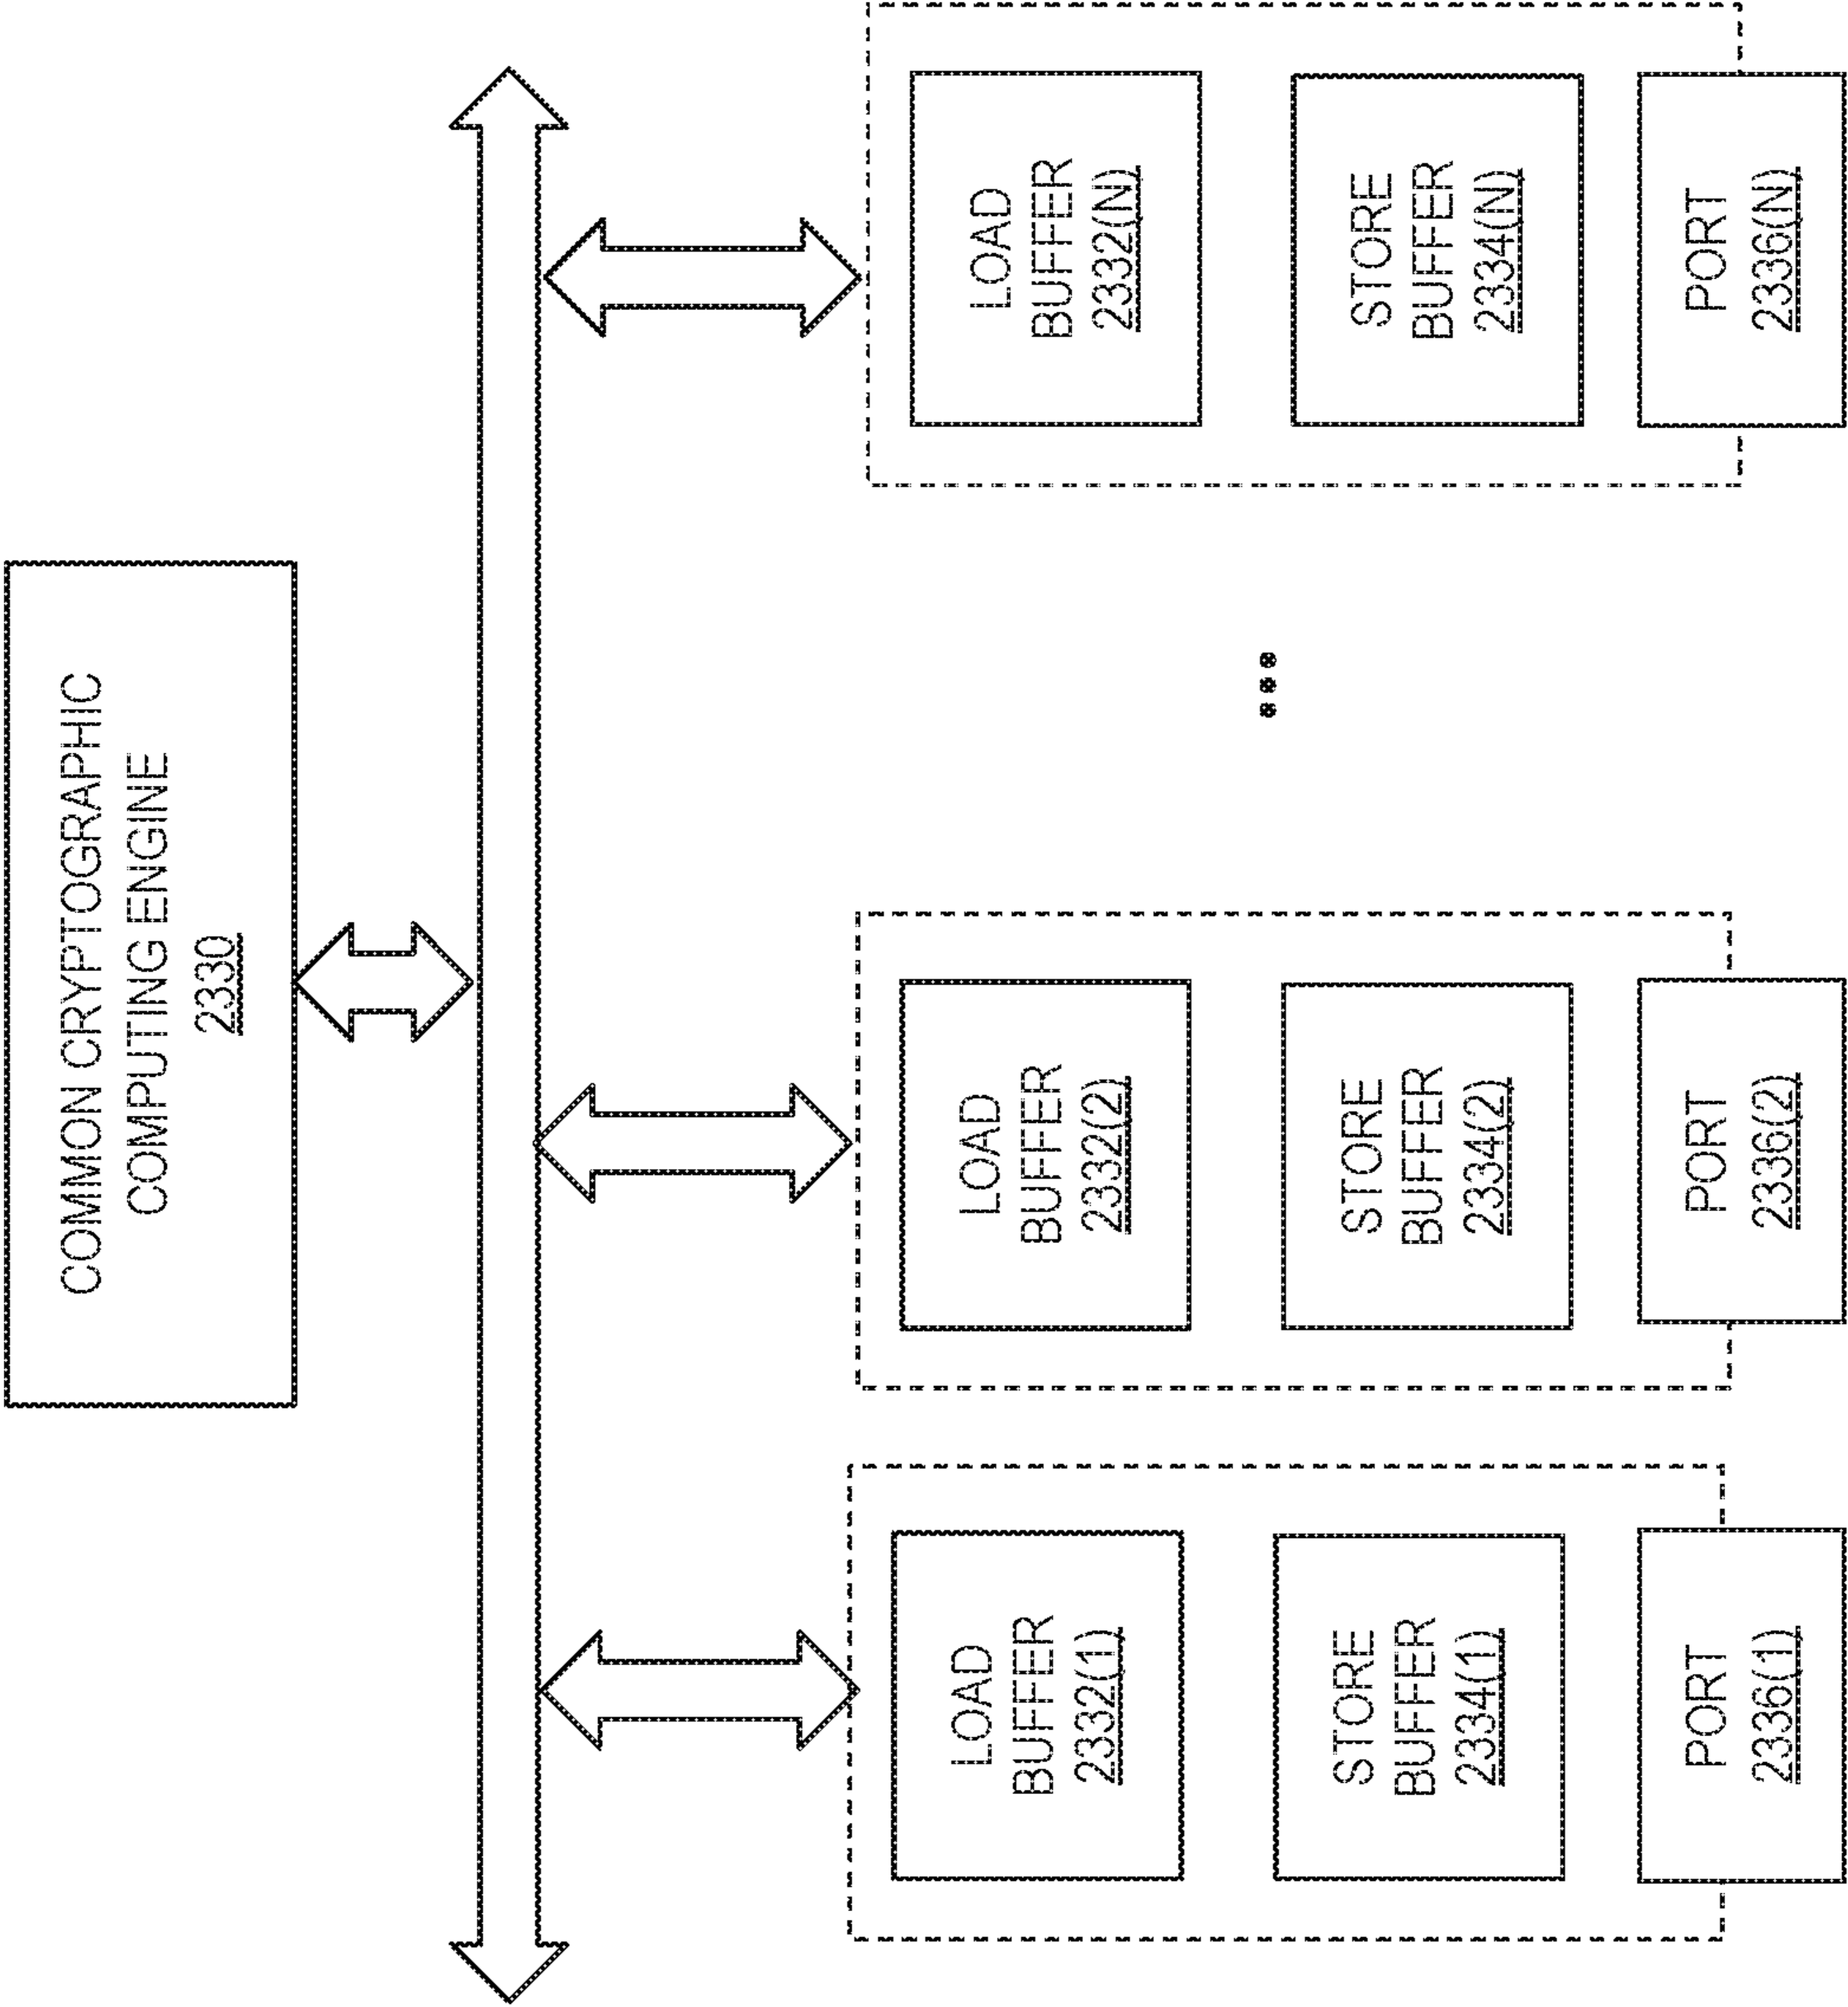 COMMON CRYPTOGRAPHIC
COMPUTING ENGINE
2330
LOAD
BUFFER
2332(1)
STORE
BUFFER
2334(1)
PORT
2336(1)
LOAD
BUFFER
2332(2)
STORE
BUFFER
2334(2)
PORT
2336(2)
LOAD
BUFFER
2332(N)
STORE
BUFFER
2334(N)
PORT
2336(N)